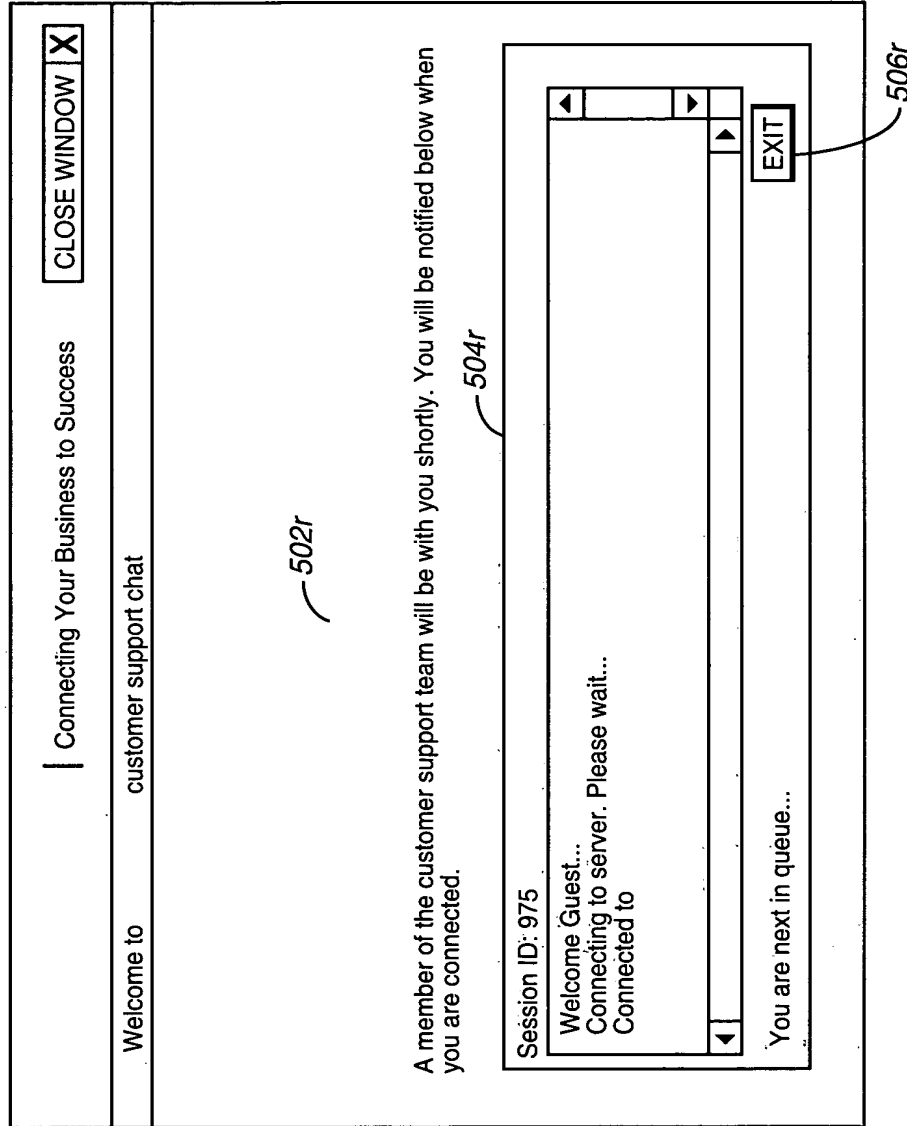 Connecting Your Business to Success
CLOSE WINDOW X
Welcome to customer support chat
502r
A member of the customer support team will be with you shortly. You will be notified below when
you are connected.
504r
Session ID: 975
Welcome Guest...
Connecting to server. Please wait...
Connected to
You are next in queue...
EXIT
506r